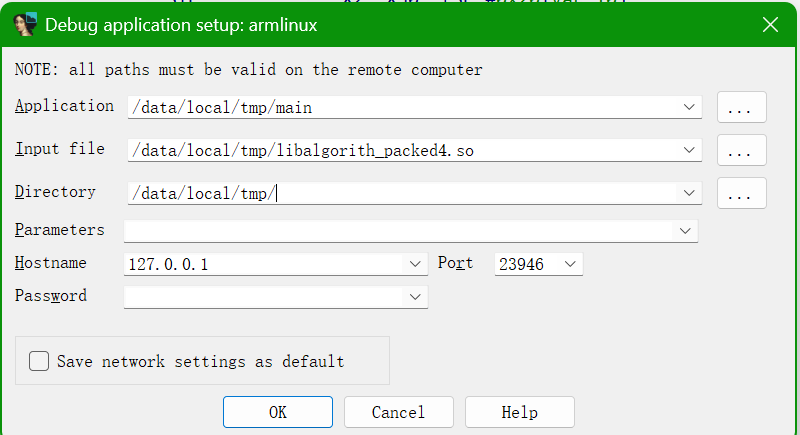 Debug application setup: armlinux
NOTE: all paths must be valid on the remote computer
Application /data/local/tmp/main ...
Input file /data/local/tmp/libalgorith_packed4.so ...
Directory /data/local/tmp/ ...
Parameters
Hostname 127.0.0.1 Port 23946
Password
Save network settings as default
OK Cancel Help